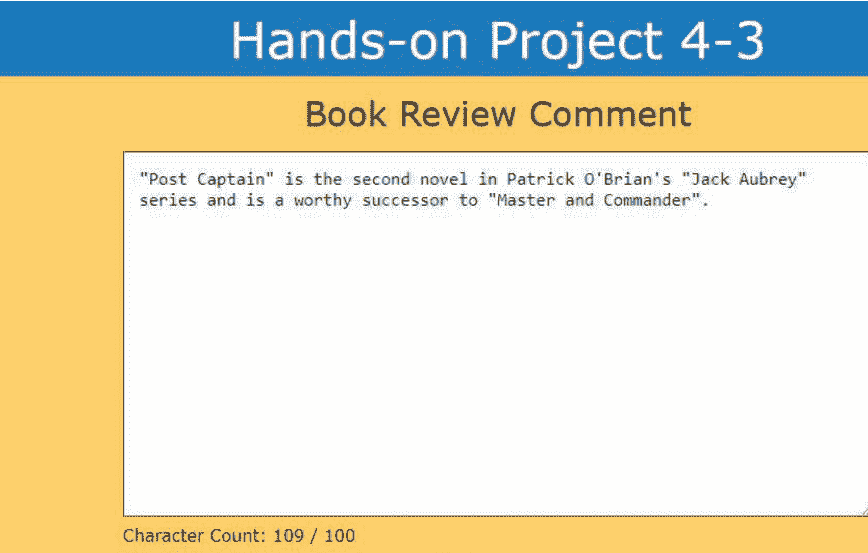 Hands-on Project 4-3
Book Review Comment
"Post Captain" is the second novel in Patrick O'Brian's "Jack Aubrey"
series and is a worthy successor to "Master and Commander".
Character Count: 109 / 100